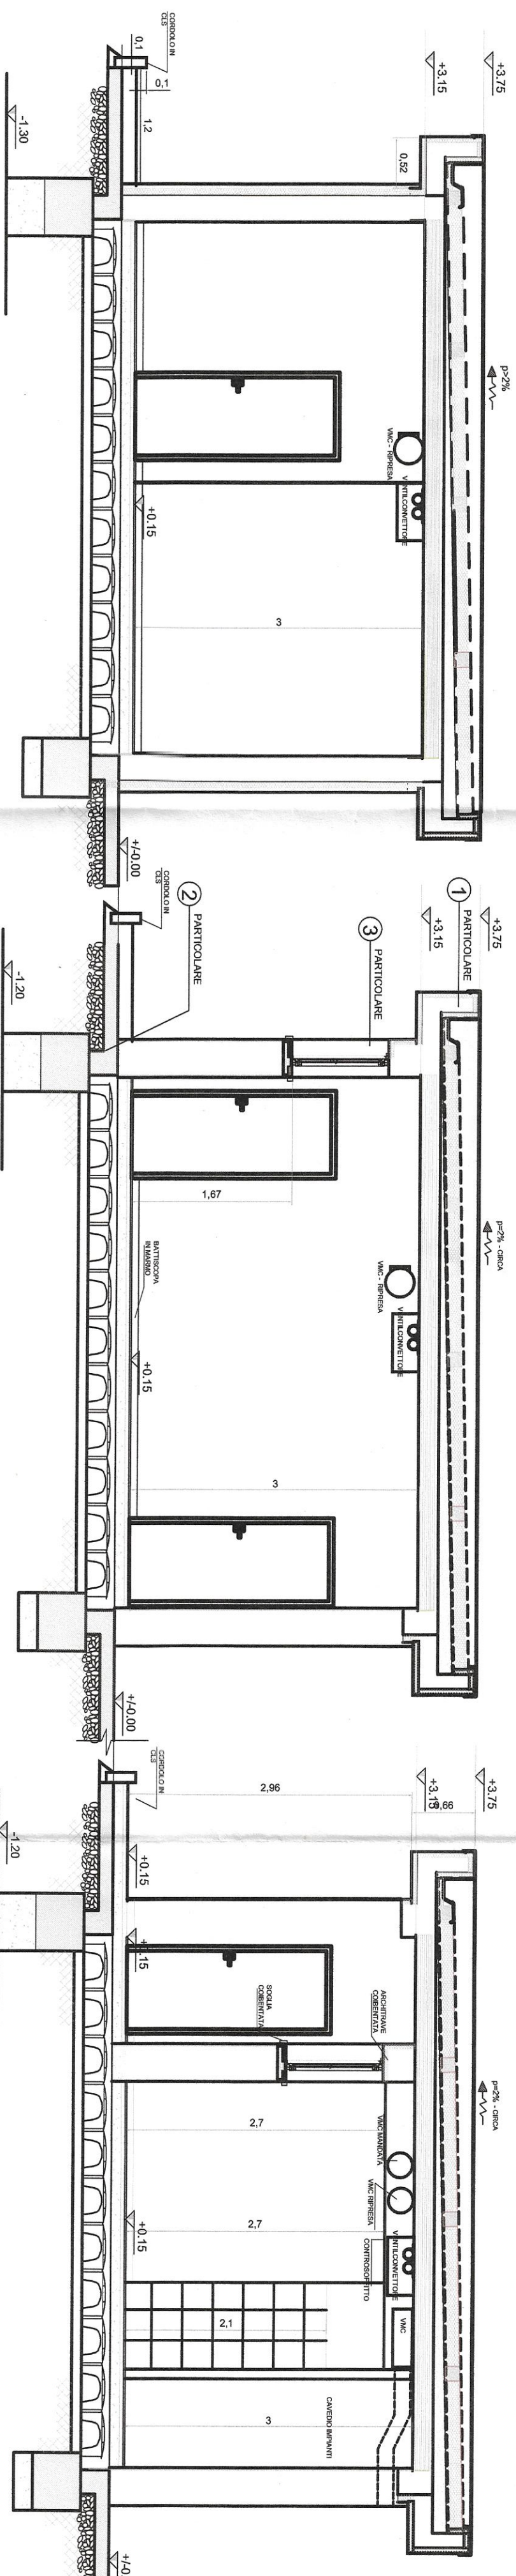 +3.75
+3.15
CORDOLO IN
CLS
0,1
0,1
1,2
-1.30
0,52
p>2%
VMC - RIPRESA
VENTILCONVETTORE
+0.15
3
+/-0.00
+3.75
+3.15
1
PARTICOLARE
3
PARTICOLARE
2
PARTICOLARE
CORDOLO IN
CLS
-1.20
p=2% - CIRCA
1,67
BATTISCOPA
IN MARMO
VMC - RIPRESA
VENTILCONVETTORE
+0.15
3
+/-0.00
+3.75
+3.15
0,66
CORDOLO IN
CLS
-1.20
2,96
+0.15
+0.15
p=2% - CIRCA
ARCHITRAVE
COIBENTATA
SOGLIA
COIBENTATA
VMC MANDATA
VMC RIPRESA
VENTILCONVETTORE
CONTROSOFFITTO
VMC
2,7
2,7
+0.15
2,1
3
CAVEDIO IMPIANTI